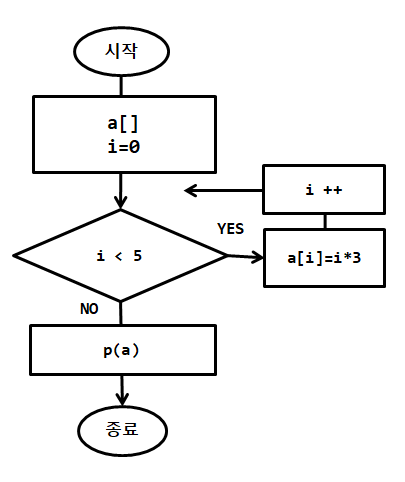 시작
a[]
i=0
i ++
YES
i < 5
a[i]=i*3
NO
p(a)
종료